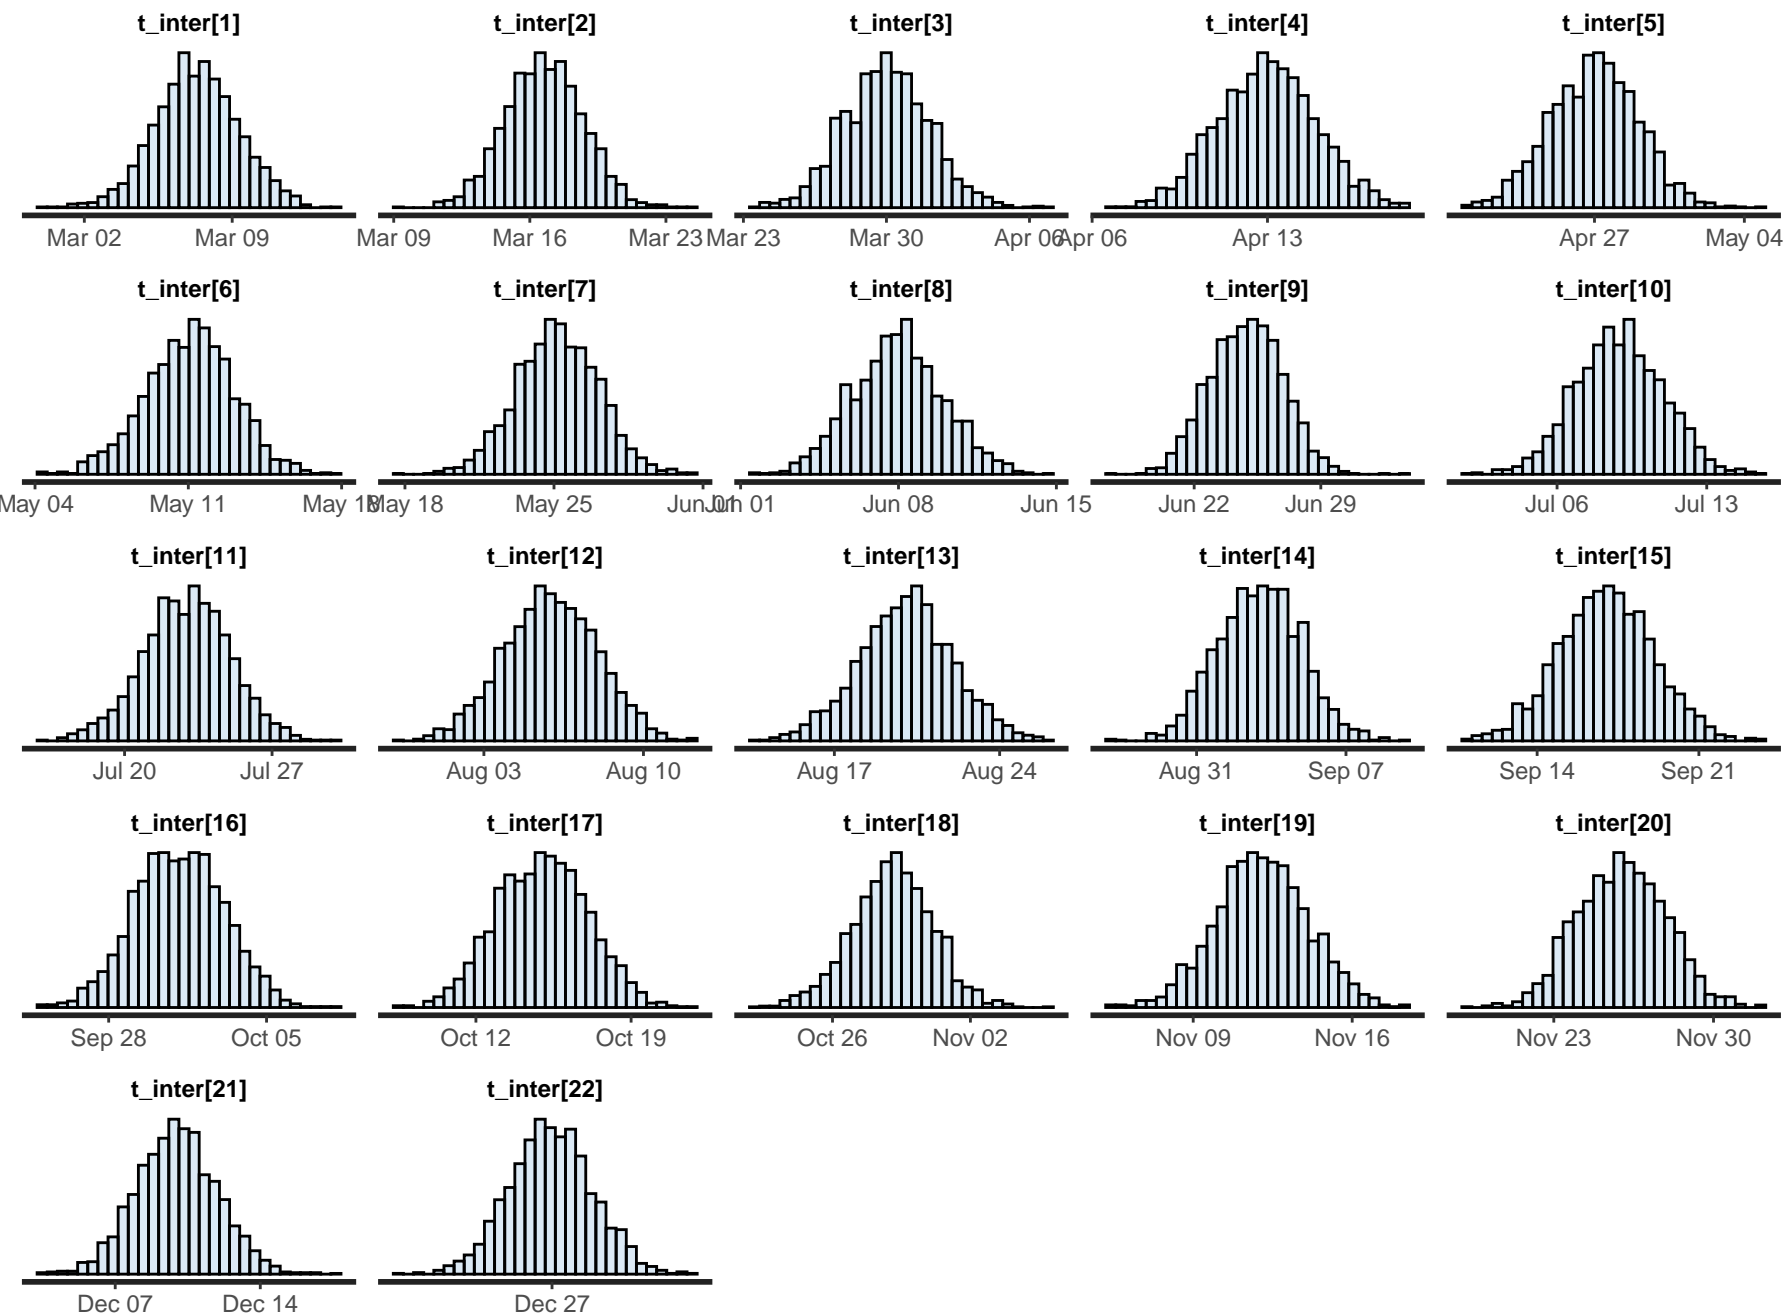 t_inter[1] t_inter[2] t_inter[3] t_inter[4] t_inter[5]
Mar 02 Mar 09 Mar 09 Mar 16 Mar 23 Mar 23 Mar 30 Apr 06 Apr 06 Apr 13 Apr 27 May 04
t_inter[6] t_inter[7] t_inter[8] t_inter[9] t_inter[10]
May 04 May 11 May 18 May 18 May 25 Jun 01 Jun 01 Jun 08 Jun 15 Jun 22 Jun 29 Jul 06 Jul 13
t_inter[11] t_inter[12] t_inter[13] t_inter[14] t_inter[15]
Jul 20 Jul 27 Aug 03 Aug 10 Aug 17 Aug 24 Aug 31 Sep 07 Sep 14 Sep 21
t_inter[16] t_inter[17] t_inter[18] t_inter[19] t_inter[20]
Sep 28 Oct 05 Oct 12 Oct 19 Oct 26 Nov 02 Nov 09 Nov 16 Nov 23 Nov 30
t_inter[21] t_inter[22]
Dec 07 Dec 14 Dec 27